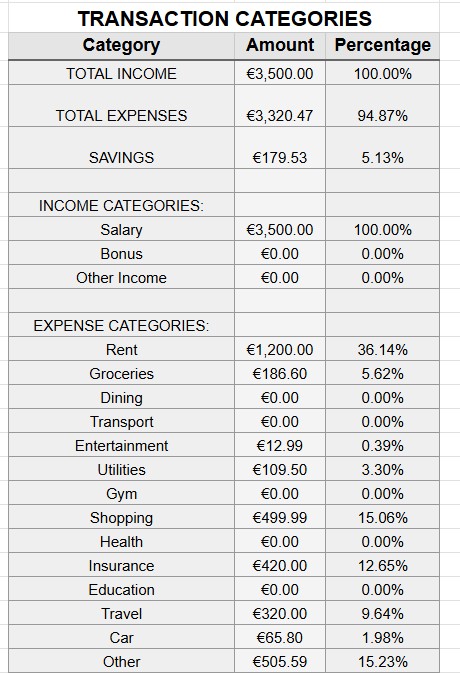 TRANSACTION CATEGORIES
Category Amount Percentage
TOTAL INCOME €3,500.00 100.00%
TOTAL EXPENSES €3,320.47 94.87%
SAVINGS €179.53 5.13%
INCOME CATEGORIES:
Salary €3,500.00 100.00%
Bonus €0.00 0.00%
Other Income €0.00 0.00%
EXPENSE CATEGORIES:
Rent €1,200.00 36.14%
Groceries €186.60 5.62%
Dining €0.00 0.00%
Transport €0.00 0.00%
Entertainment €12.99 0.39%
Utilities €109.50 3.30%
Gym €0.00 0.00%
Shopping €499.99 15.06%
Health €0.00 0.00%
Insurance €420.00 12.65%
Education €0.00 0.00%
Travel €320.00 9.64%
Car €65.80 1.98%
Other €505.59 15.23%